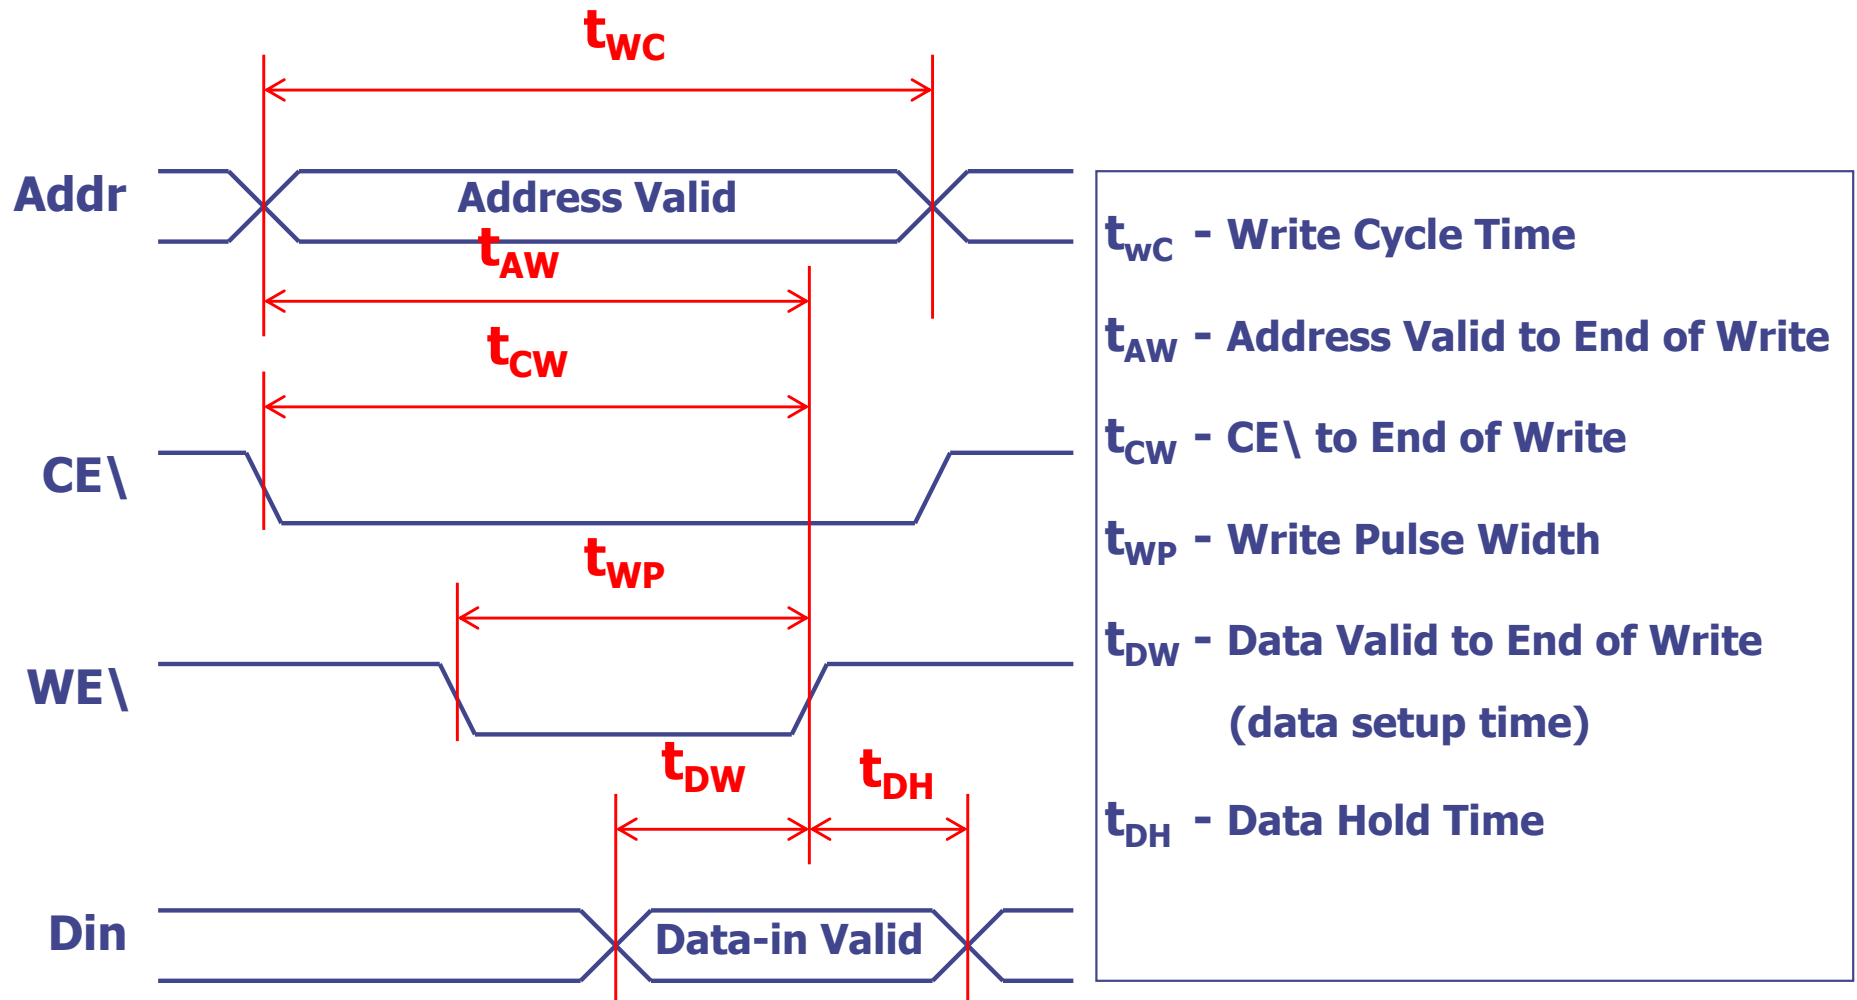 tWC
Addr
Address Valid
tAW
tCW
CE\
tWP
WE\
tDW
tDH
Din
Data-in Valid
twC - Write Cycle Time
tAW - Address Valid to End of Write
tCW - CE\ to End of Write
tWP - Write Pulse Width
tDW - Data Valid to End of Write
(data setup time)
tDH - Data Hold Time